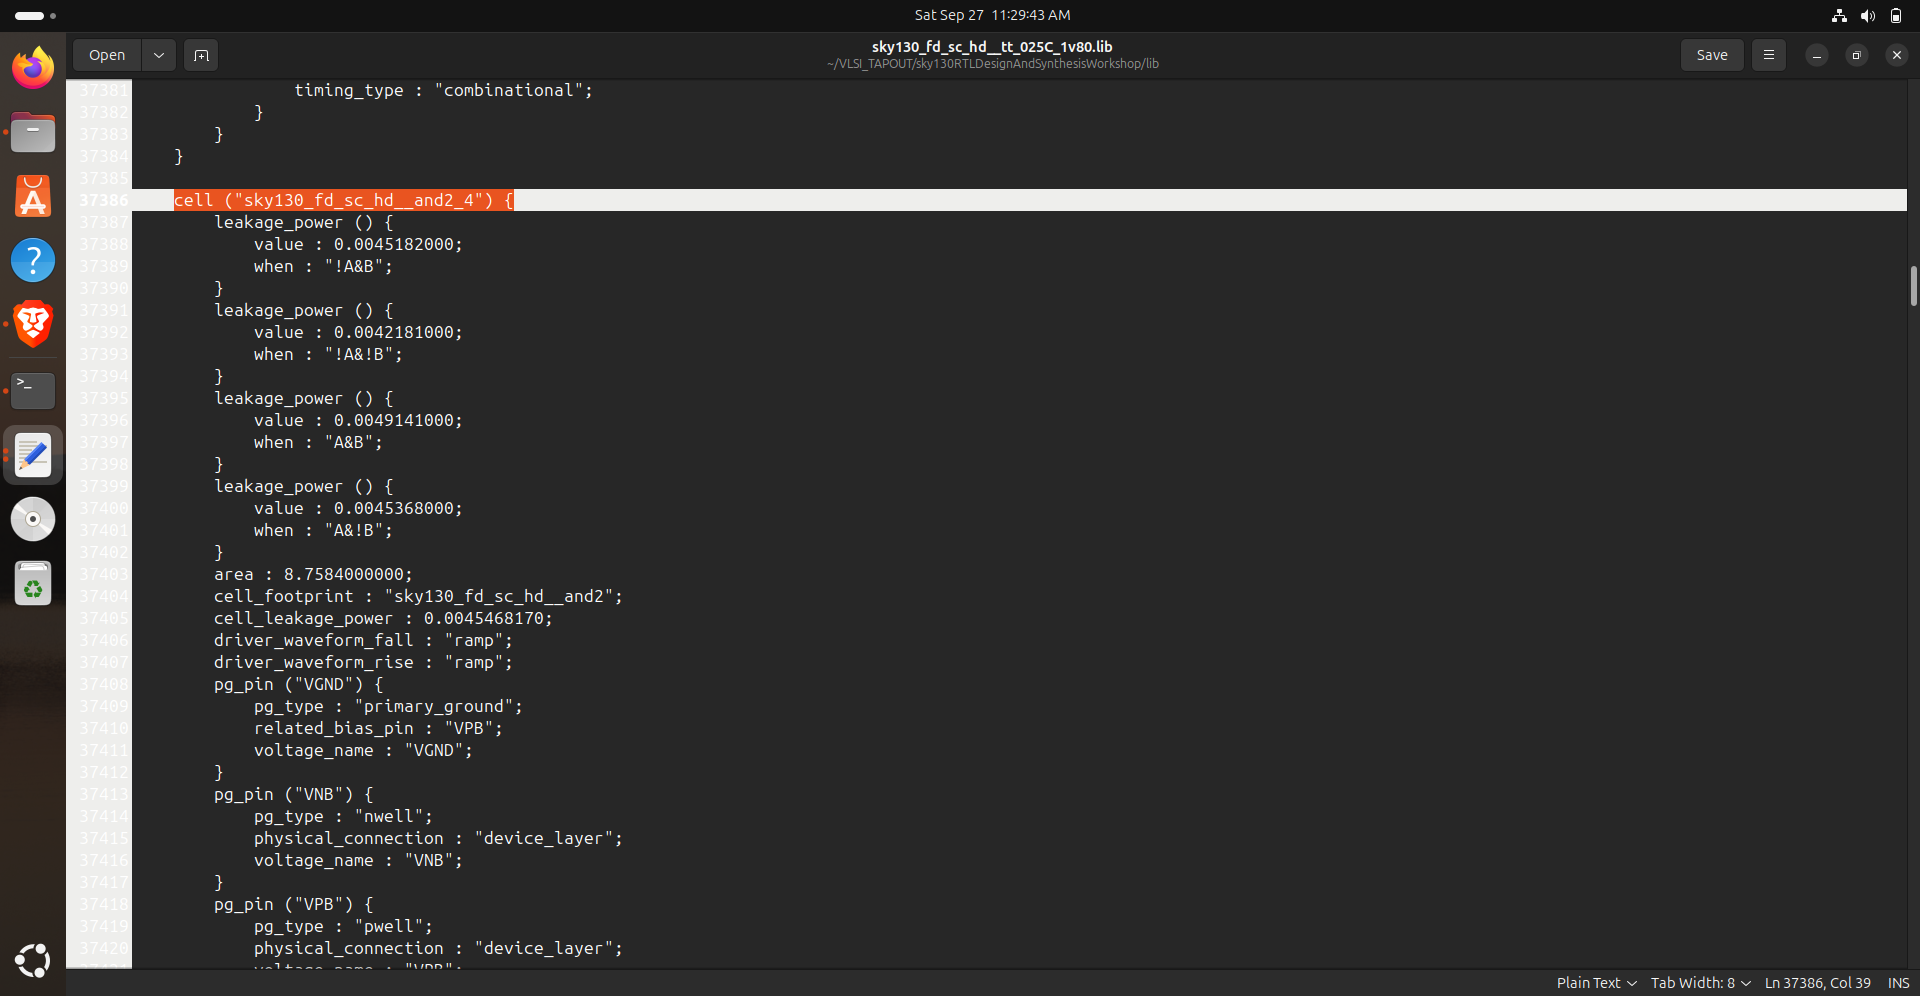 Sat Sep 27 11:29:43 AM
Open
sky130_fd_sc_hd__tt_025C_1v80.lib
~/VLSI_TAPOUT/sky130RTLDesignAndSynthesisWorkshop/lib
Save
37381 timing_type : "combinational";
37382 }
37383 }
37384 }
37385
37386 cell ("sky130_fd_sc_hd__and2_4") {
37387 leakage_power () {
37388 value : 0.0045182000;
37389 when : "!A&B";
37390 }
37391 leakage_power () {
37392 value : 0.0042181000;
37393 when : "!A&!B";
37394 }
37395 leakage_power () {
37396 value : 0.0049141000;
37397 when : "A&B";
37398 }
37399 leakage_power () {
37400 value : 0.0045368000;
37401 when : "A&!B";
37402 }
37403 area : 8.7584000000;
37404 cell_footprint : "sky130_fd_sc_hd__and2";
37405 cell_leakage_power : 0.0045468170;
37406 driver_waveform_fall : "ramp";
37407 driver_waveform_rise : "ramp";
37408 pg_pin ("VGND") {
37409 pg_type : "primary_ground";
37410 related_bias_pin : "VPB";
37411 voltage_name : "VGND";
37412 }
37413 pg_pin ("VNB") {
37414 pg_type : "nwell";
37415 physical_connection : "device_layer";
37416 voltage_name : "VNB";
37417 }
37418 pg_pin ("VPB") {
37419 pg_type : "pwell";
37420 physical_connection : "device_layer";
37421 voltage_name : "VPB";
Plain Text Tab Width: 8 Ln 37386, Col 39 INS